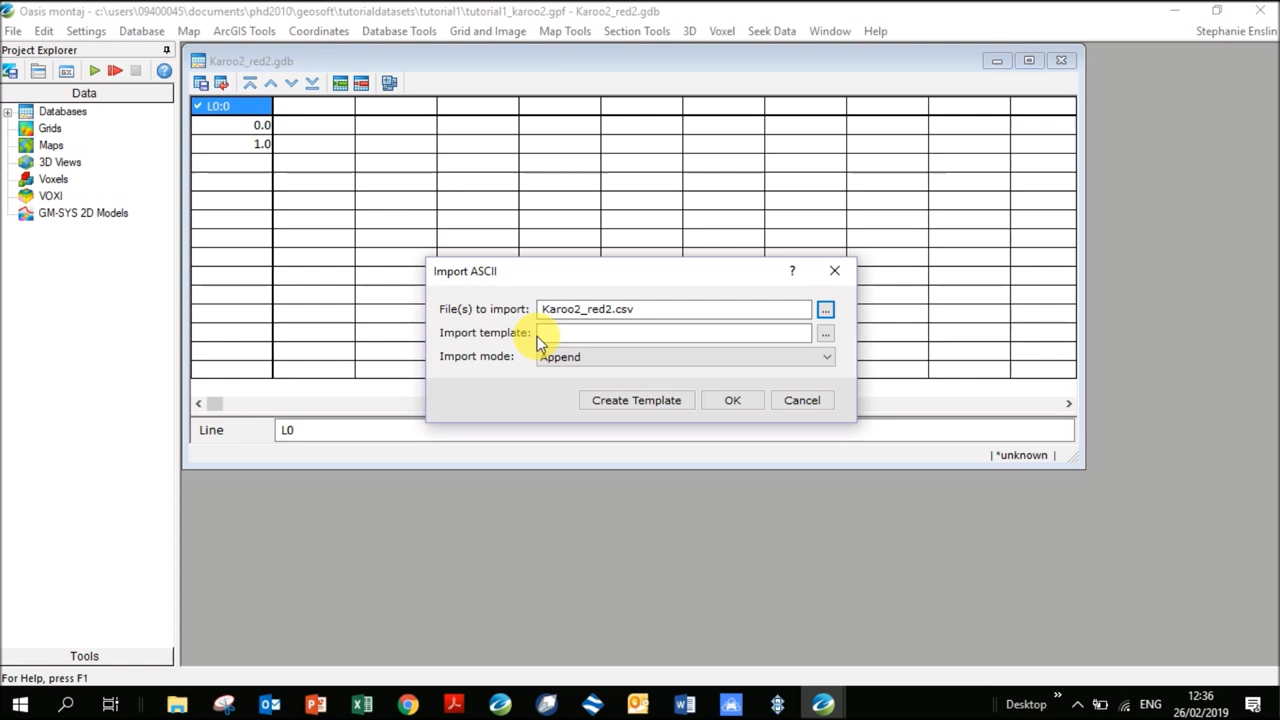 Oasis montaj - c:\users\09400045\documents\phd2010\geosoft\tutorialdatasets\tutorial1\tutorial1_karoo2.gpf - Karoo2_red2.gdb
File Edit Settings Database Map ArcGIS Tools Coordinates Database Tools Grid and Image Map Tools Section Tools 3D Voxel Seek Data Window Help Stephanie Enslin
Project Explorer
Karoo2_red2.gdb
Data
L0:0
Databases
0.0
Grids
1.0
Maps
3D Views
Voxels
VOXI
GM-SYS 2D Models
Import ASCII
File(s) to import: Karoo2_red2.csv ...
Import template: ...
Import mode: Append
Create Template OK Cancel
Line L0
|*unknown |
Tools
For Help, press F1
Desktop ENG 12:36
26/02/2019